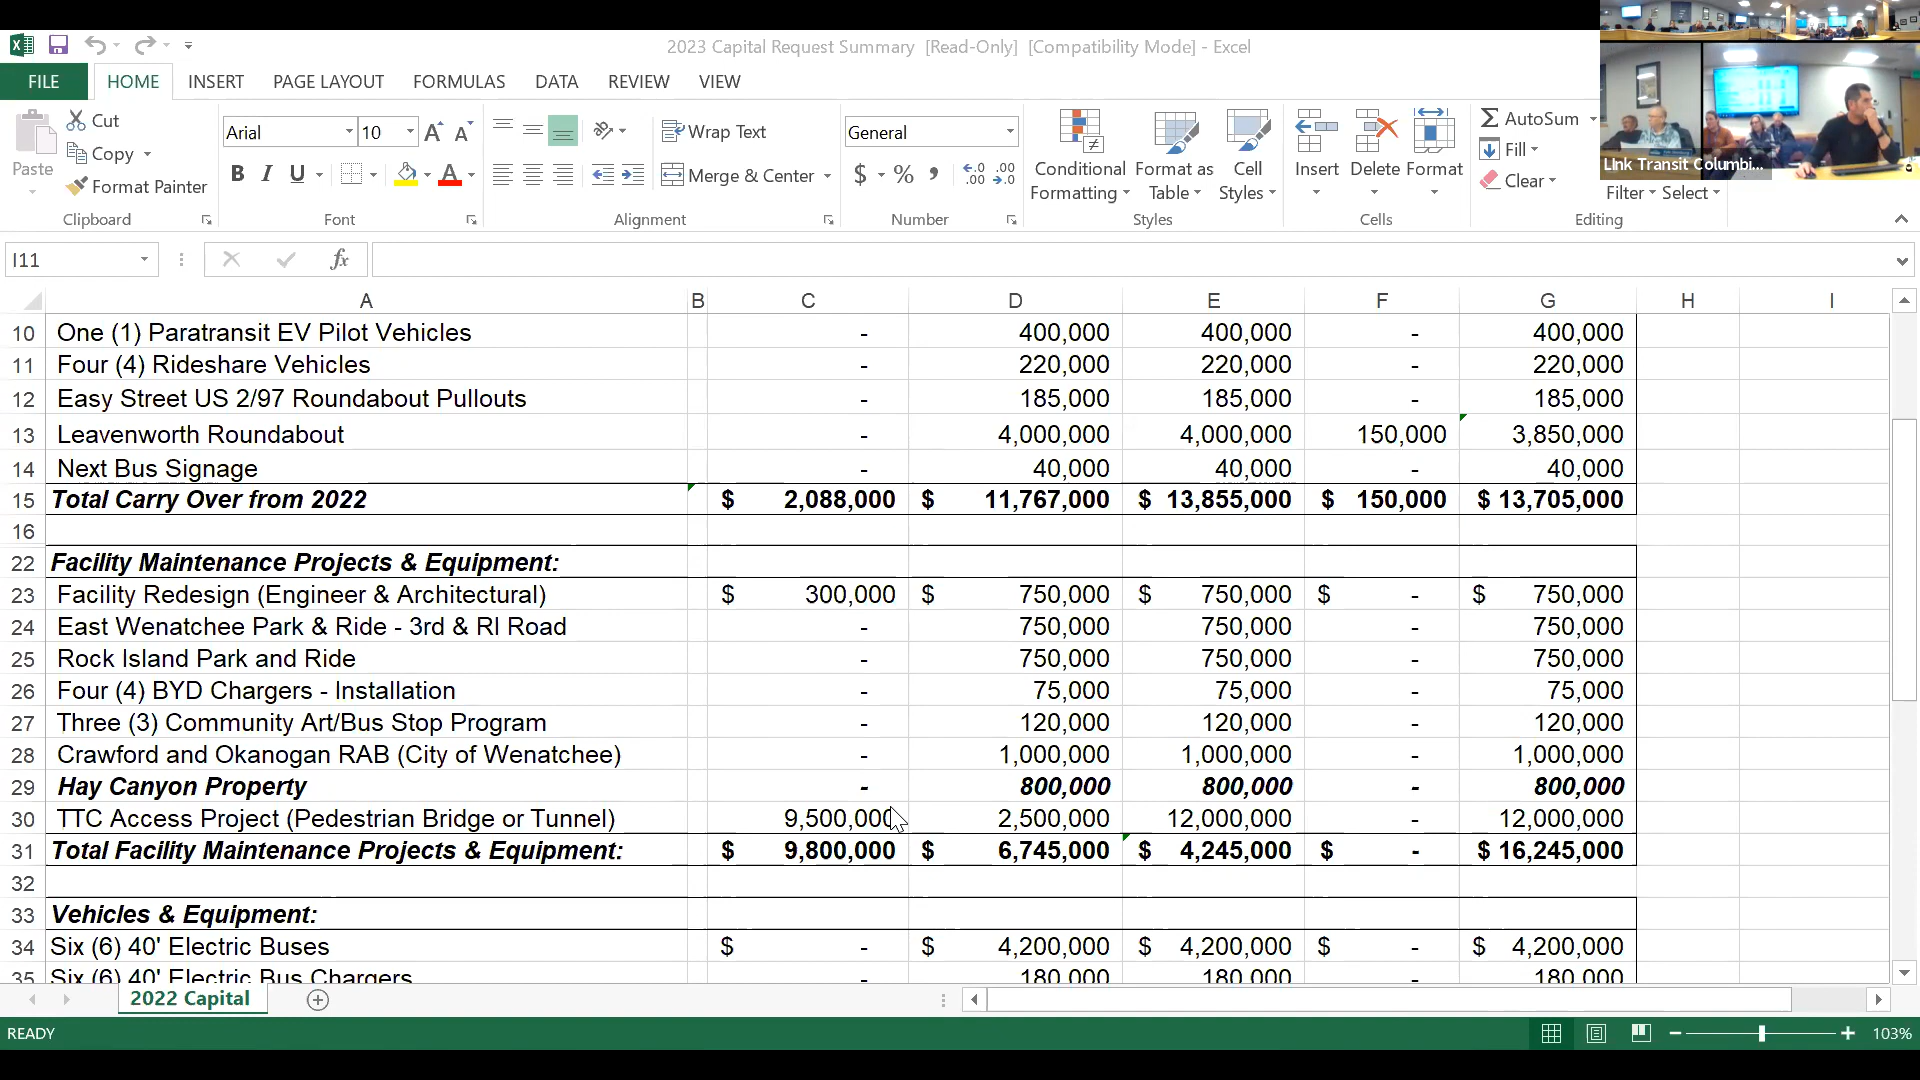 2023 Capital Request Summary [Read-Only] [Compatibility Mode] - Excel
FILE HOME INSERT PAGE LAYOUT FORMULAS DATA REVIEW VIEW
Paste
Cut
Copy
Format Painter
Clipboard
Arial 10
B I U
Font
Wrap Text
Merge & Center
Alignment
General
$ % ,
Number
Conditional Formatting
Format as Table
Cell Styles
Styles
Insert Delete Format
Cells
AutoSum
Fill
Clear
Filter Select
Editing
LInk Transit Columbi...
I11 fx
A B C D E F G H I
10 One (1) Paratransit EV Pilot Vehicles - 400,000 400,000 - 400,000
11 Four (4) Rideshare Vehicles - 220,000 220,000 - 220,000
12 Easy Street US 2/97 Roundabout Pullouts - 185,000 185,000 - 185,000
13 Leavenworth Roundabout - 4,000,000 4,000,000 150,000 3,850,000
14 Next Bus Signage - 40,000 40,000 - 40,000
15 Total Carry Over from 2022 $ 2,088,000 $ 11,767,000 $ 13,855,000 $ 150,000 $ 13,705,000
16
22 Facility Maintenance Projects & Equipment:
23 Facility Redesign (Engineer & Architectural) $ 300,000 $ 750,000 $ 750,000 $ - $ 750,000
24 East Wenatchee Park & Ride - 3rd & RI Road - 750,000 750,000 - 750,000
25 Rock Island Park and Ride - 750,000 750,000 - 750,000
26 Four (4) BYD Chargers - Installation - 75,000 75,000 - 75,000
27 Three (3) Community Art/Bus Stop Program - 120,000 120,000 - 120,000
28 Crawford and Okanogan RAB (City of Wenatchee) - 1,000,000 1,000,000 - 1,000,000
29 Hay Canyon Property - 800,000 800,000 - 800,000
30 TTC Access Project (Pedestrian Bridge or Tunnel) 9,500,000 2,500,000 12,000,000 - 12,000,000
31 Total Facility Maintenance Projects & Equipment: $ 9,800,000 $ 6,745,000 $ 4,245,000 $ - $ 16,245,000
32
33 Vehicles & Equipment:
34 Six (6) 40' Electric Buses $ - $ 4,200,000 $ 4,200,000 $ - $ 4,200,000
35 Six (6) 40' Electric Bus Chargers - 180,000 180,000 - 180,000
2022 Capital
READY 103%